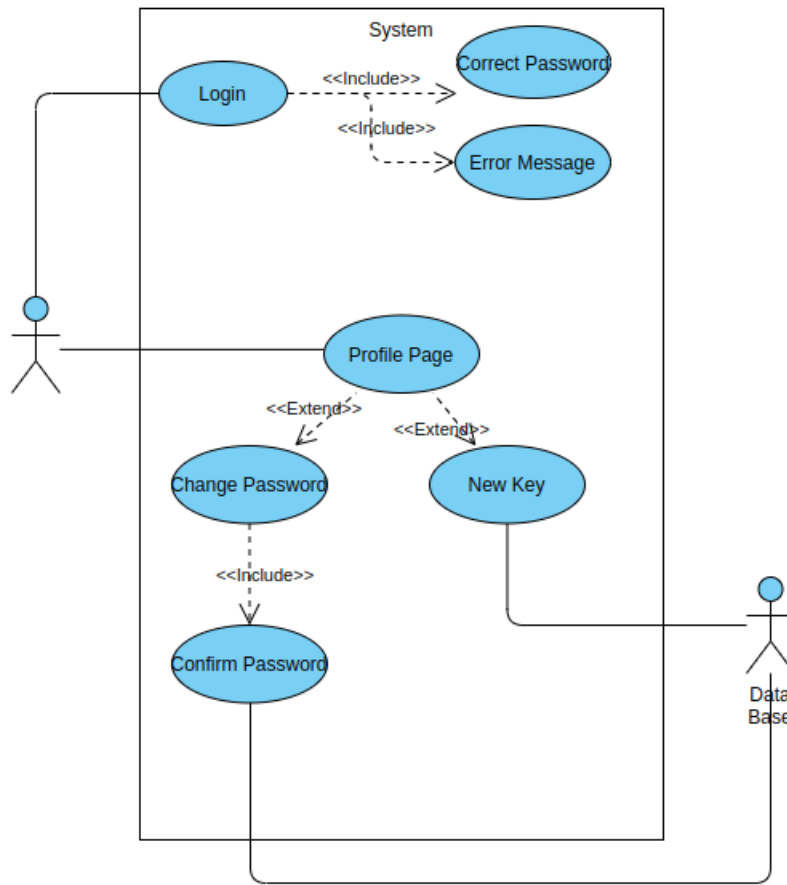 System
Correct Password
<<Include>>
Login
<<Include>>
Error Message
Profile Page
<<Extend>>
<<Extend>>
Change Password
New Key
<<Include>>
Confirm Password
Data
Base